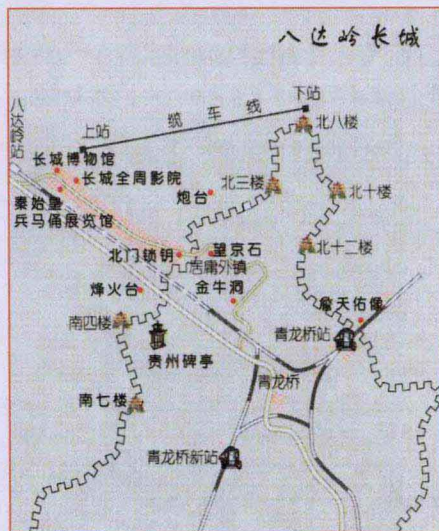 八达岭长城
八达岭站
下站
缆车线
上站
北八楼
长城博物馆
长城全周影院
北三楼
炮台
北十楼
秦始皇
兵马俑展览馆
北十二楼
北门锁钥
望京石
居庸外镇
金牛洞
烽火台
詹天佑像
南四楼
青龙桥站
贵州碑亭
青龙桥
南七楼
青龙桥新站